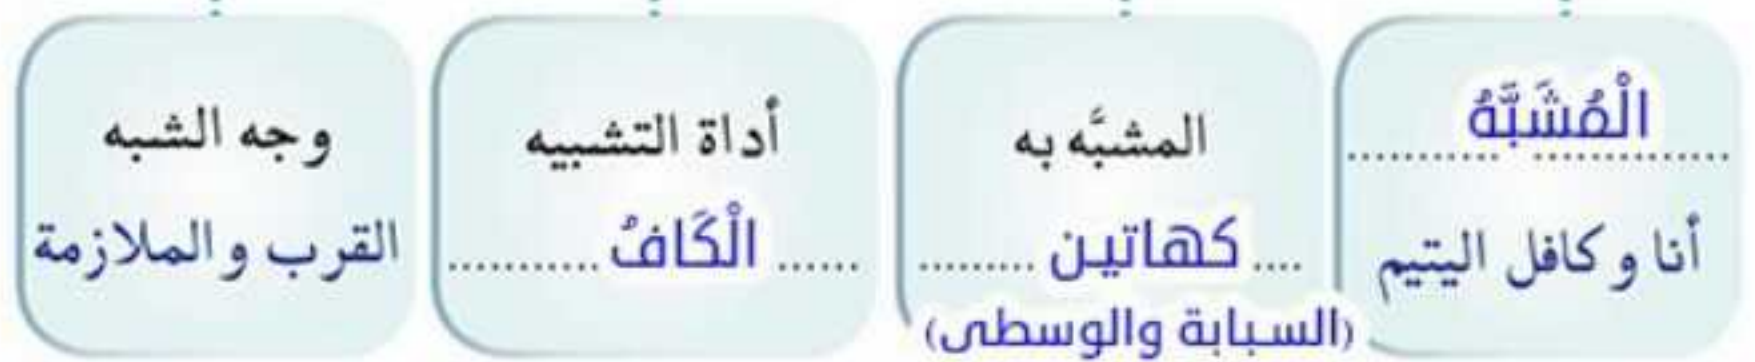 الْمُشَبَّهُ
أنا و كافل اليتيم
المشبَّه به
.... كهاتين ..........
(السبابة والوسطى)
أداة التشبيه
...... الْكَافُ ...........
وجه الشبه
القرب و الملازمة